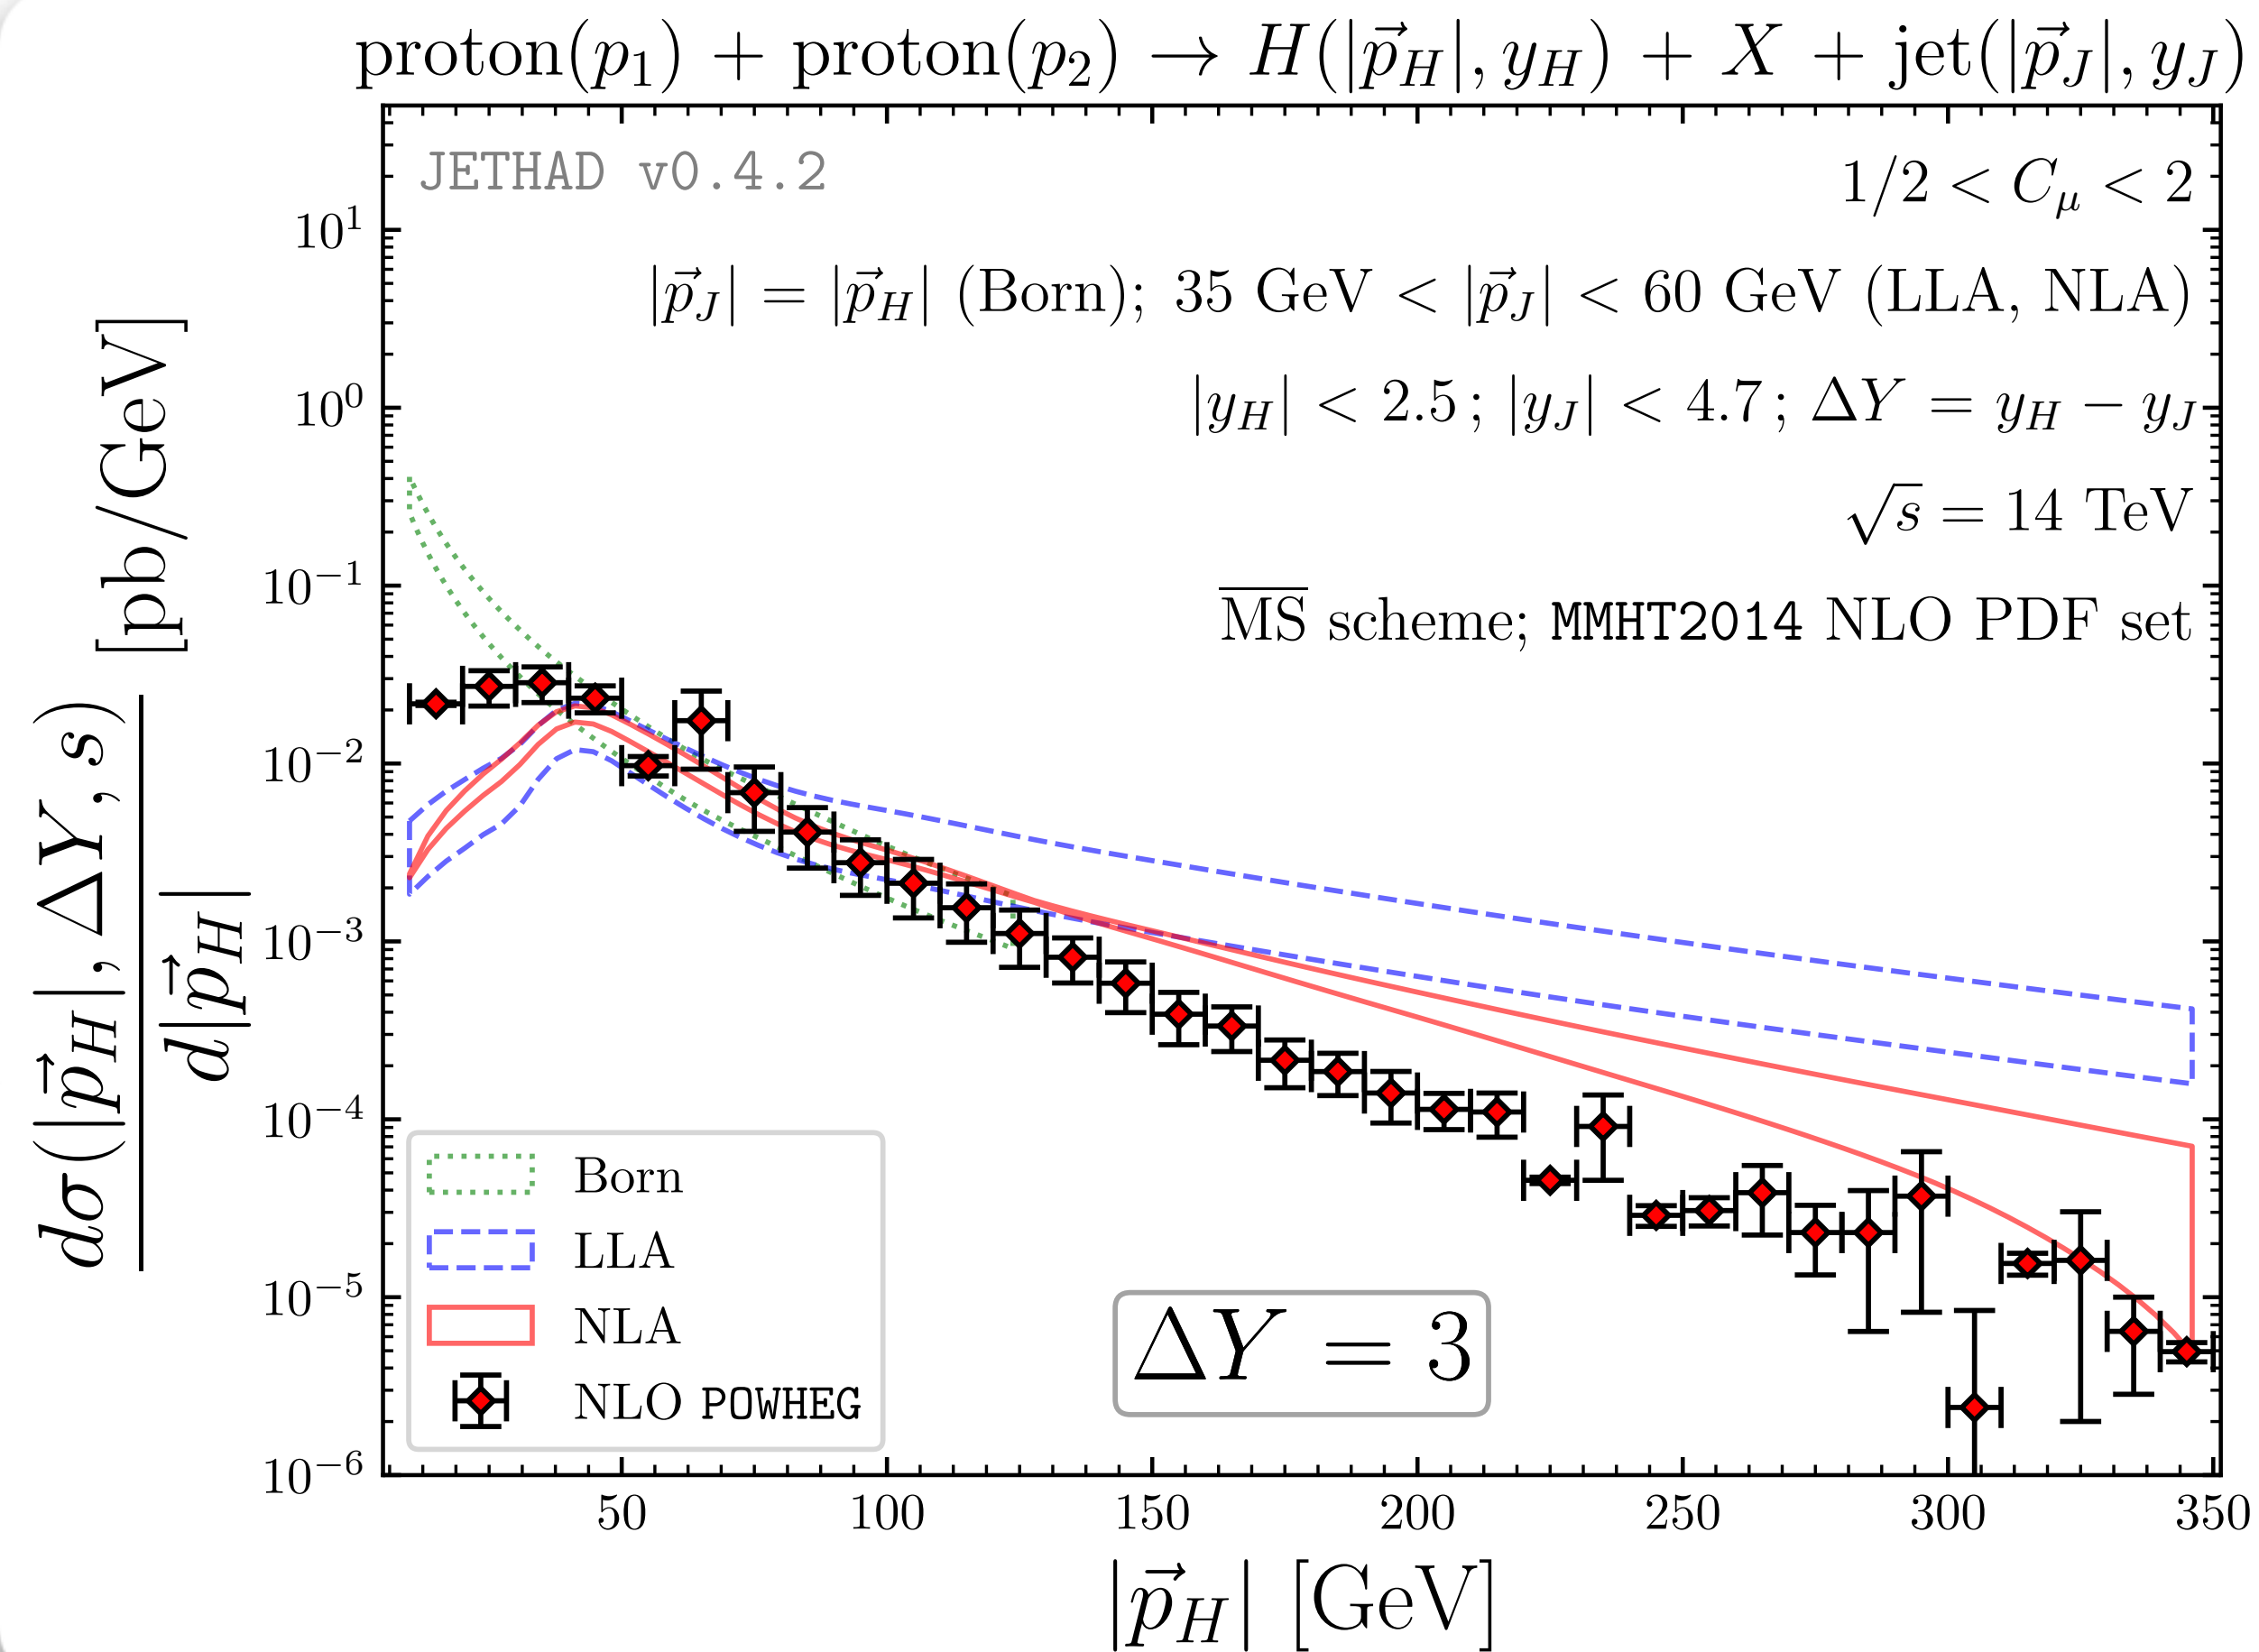 proton(p₁) + proton(p₂) → H(|p⃗_H|, y_H) + X + jet(|p⃗_J|, y_J)
JETHAD v0.4.2
1/2 < C_μ < 2
|p⃗_J| = |p⃗_H| (Born); 35 GeV < |p⃗_J| < 60 GeV (LLA, NLA)
|y_H| < 2.5; |y_J| < 4.7; ΔY = y_H − y_J
√s = 14 TeV
M̅S̅ scheme; MMHT2014 NLO PDF set
dσ(|p⃗_H|, ΔY, s)
d|p⃗_H|
[pb/GeV]
10¹
10⁰
10⁻¹
10⁻²
10⁻³
10⁻⁴
10⁻⁵
10⁻⁶
Born
LLA
NLA
NLO POWHEG
ΔY = 3
50 100 150 200 250 300 350
|p⃗_H| [GeV]